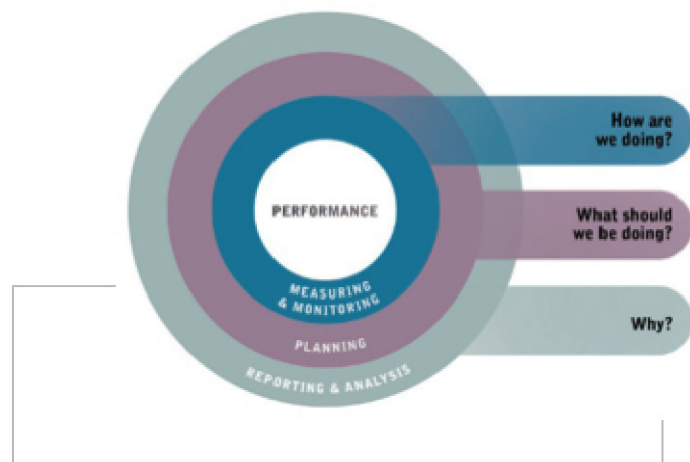 How are
we doing?
PERFORMANCE
What should
we be doing?
MEASURING
& MONITORING
Why?
PLANNING
REPORTING & ANALYSIS